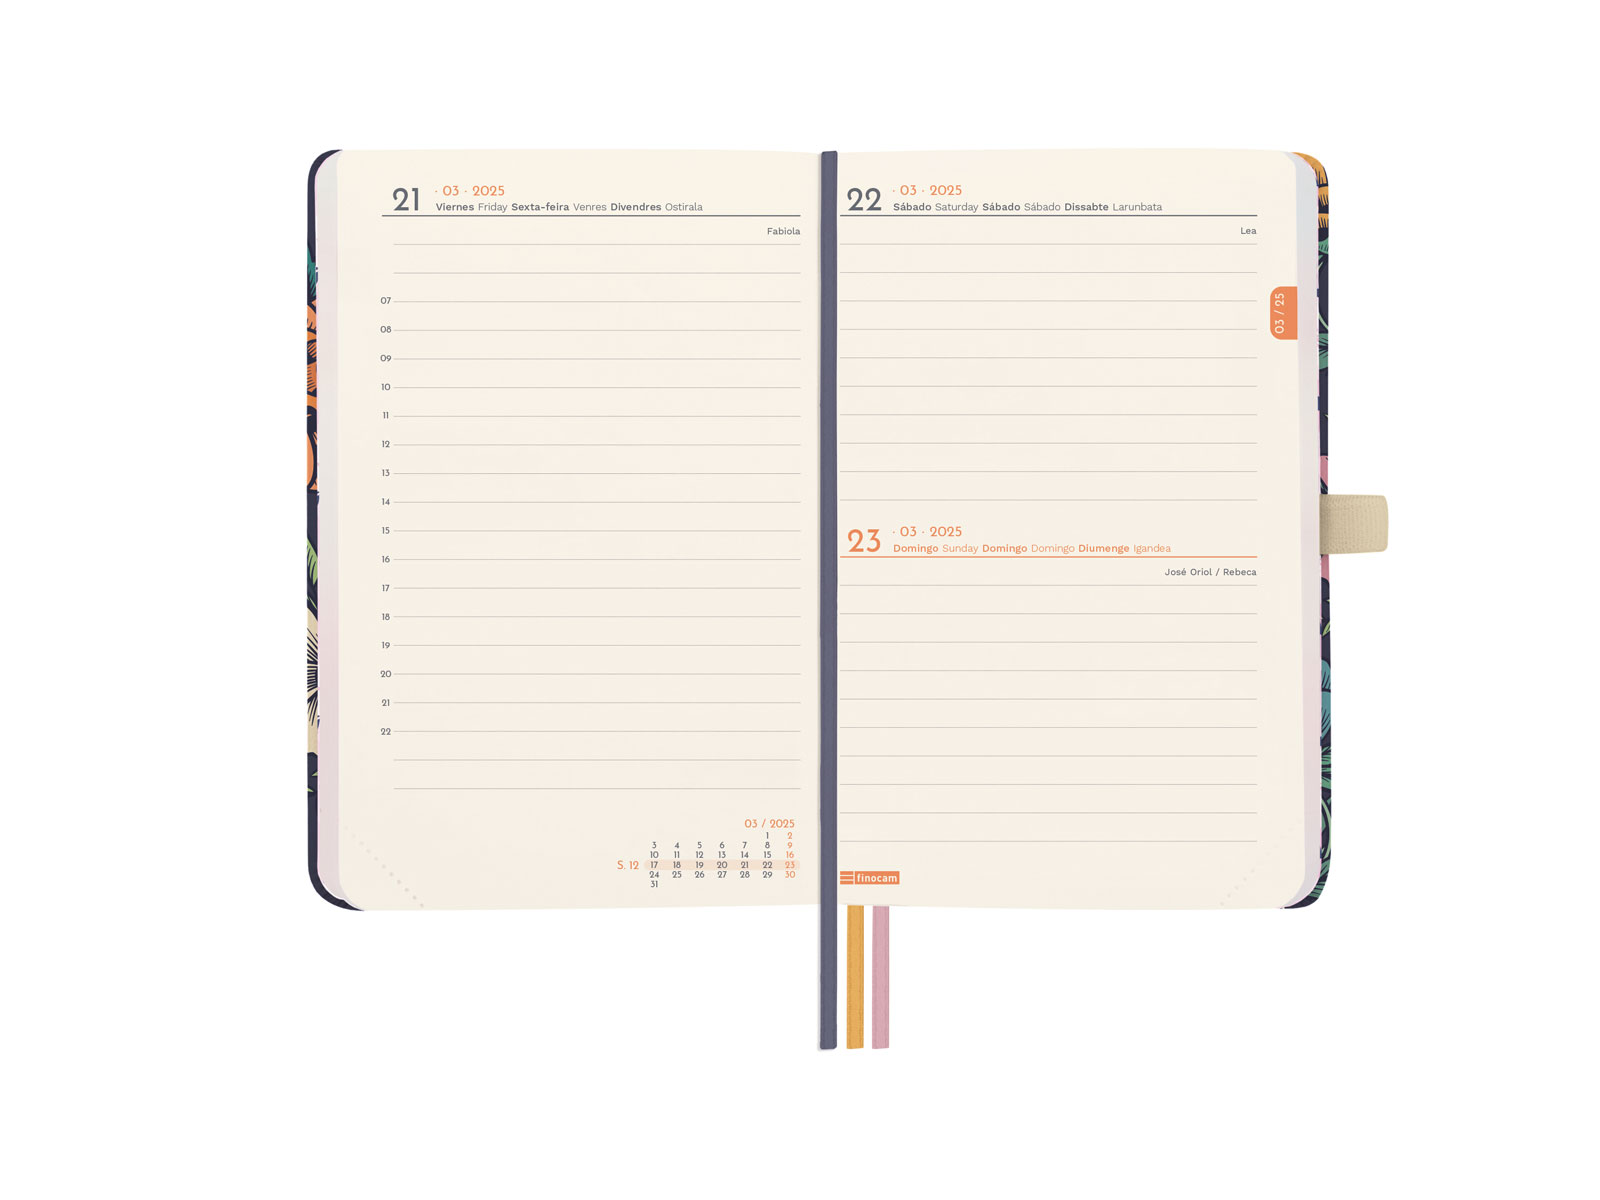 21 · 03 · 2025
Viernes Friday Sexta-feira Venres Divendres Ostirala
Fabiola
07
08
09
10
11
12
13
14
15
16
17
18
19
20
21
22
03 / 2025
1 2
3 4 5 6 7 8 9
10 11 12 13 14 15 16
S. 12 17 18 19 20 21 22 23
24 25 26 27 28 29 30
31
22 · 03 · 2025
Sábado Saturday Sábado Sábado Dissabte Larunbata
Lea
03 / 25
23 · 03 · 2025
Domingo Sunday Domingo Domingo Diumenge Igandea
José Oriol / Rebeca
finocam